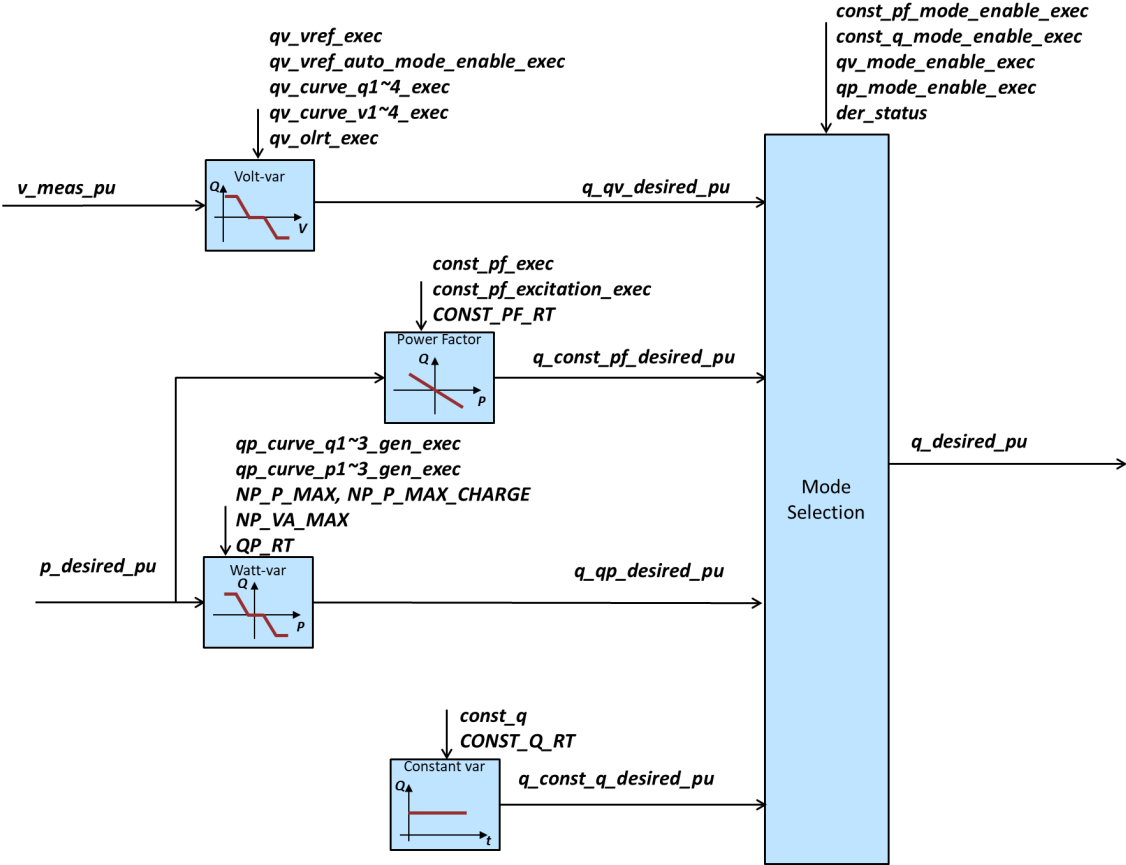 const_pf_mode_enable_exec
const_q_mode_enable_exec
qv_mode_enable_exec
qp_mode_enable_exec
der_status
qv_vref_exec
qv_vref_auto_mode_enable_exec
qv_curve_q1~4_exec
qv_curve_v1~4_exec
qv_olrt_exec
v_meas_pu
Volt-var
Q
V
q_qv_desired_pu
const_pf_exec
const_pf_excitation_exec
CONST_PF_RT
Power Factor
Q
P
q_const_pf_desired_pu
qp_curve_q1~3_gen_exec
qp_curve_p1~3_gen_exec
NP_P_MAX, NP_P_MAX_CHARGE
NP_VA_MAX
QP_RT
p_desired_pu
Watt-var
Q
P
q_qp_desired_pu
const_q
CONST_Q_RT
Constant var
Q
t
q_const_q_desired_pu
Mode
Selection
q_desired_pu